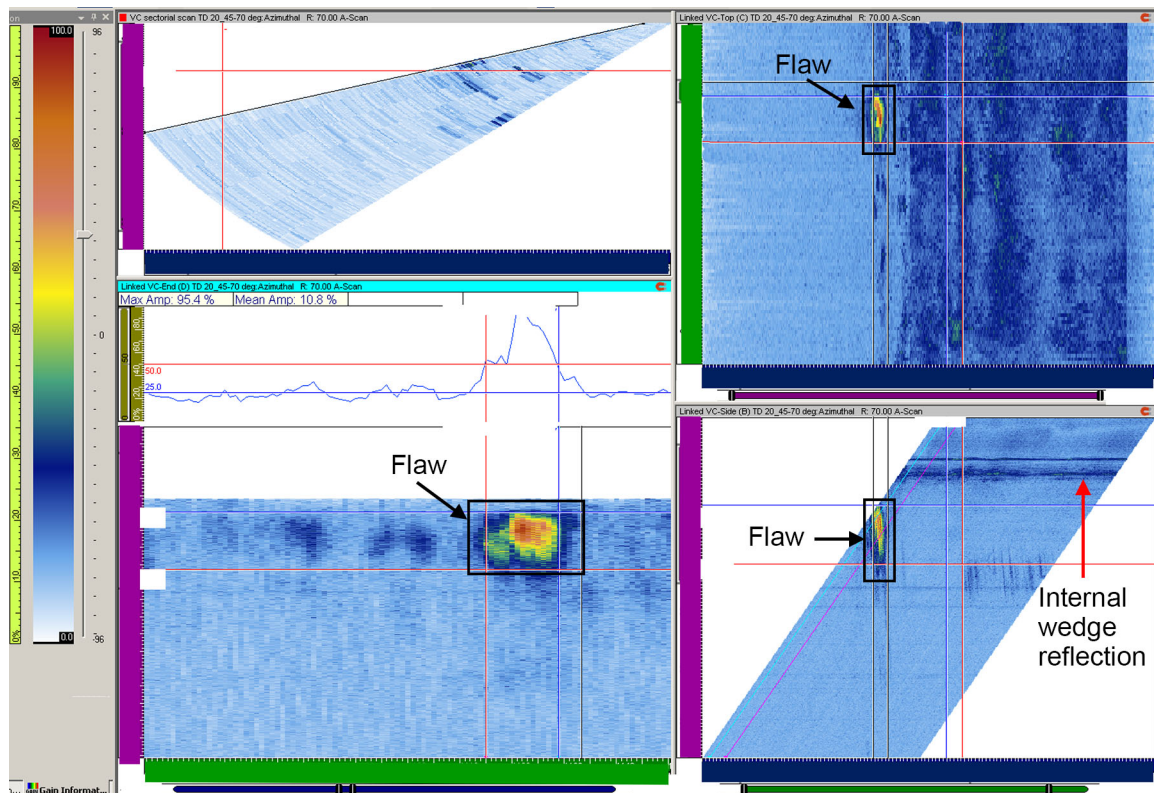 on
100.0
96
VC sectorial scan TD 20_45-70 deg:Azimuthal R: 70.00 A-Scan
Linked VC-Top (C) TD 20_45-70 deg:Azimuthal R: 70.00 A-Scan
Flaw
0
Linked VC-End (D) TD 20_45-70 deg:Azimuthal R: 70.00 A-Scan
Max Amp: 95.4 % Mean Amp: 10.8 %
50.0
25.0
Linked VC-Side (B) TD 20_45-70 deg:Azimuthal R: 70.00 A-Scan
Flaw
Flaw
Internal
wedge
reflection
0.0
-96
0%
Gain Informat...